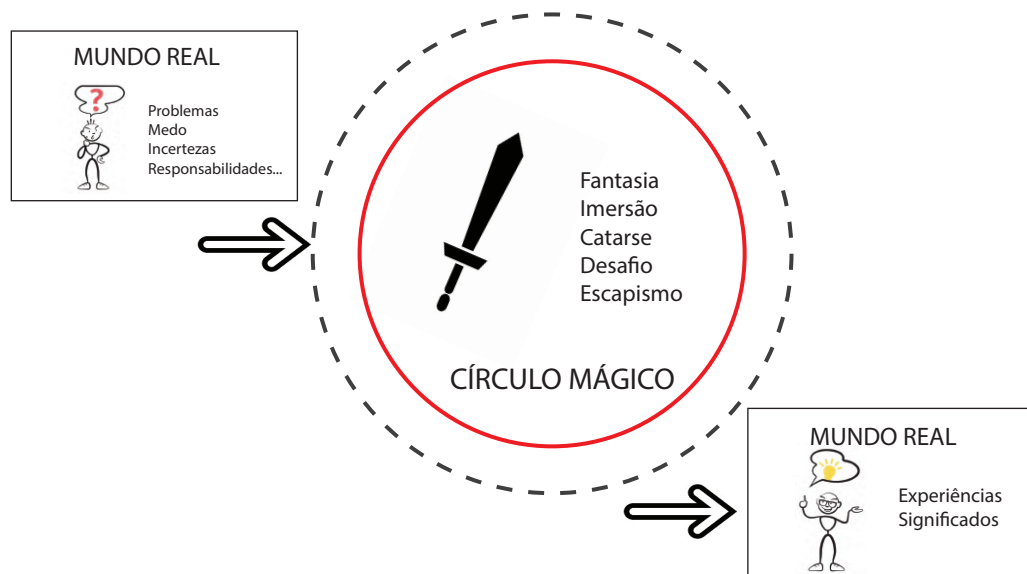 MUNDO REAL
?
Problemas
Medo
Incertezas
Responsabilidades...
Fantasia
Imersão
Catarse
Desafio
Escapismo
CÍRCULO MÁGICO
MUNDO REAL
Experiências
Significados